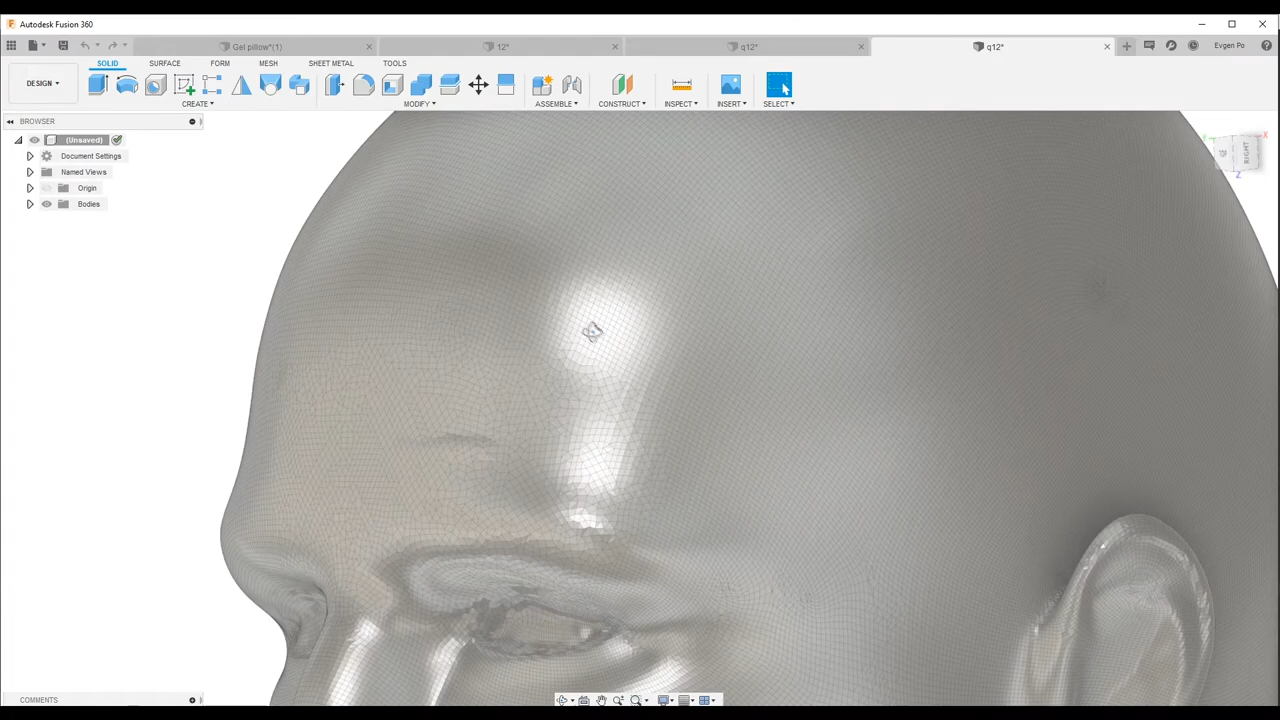 Autodesk Fusion 360
Gel pillow*(1)
12*
q12*
q12*
Evgen Po
DESIGN
SOLID
SURFACE
FORM
MESH
SHEET METAL
TOOLS
CREATE
MODIFY
ASSEMBLE
CONSTRUCT
INSPECT
INSERT
SELECT
BROWSER
(Unsaved)
Document Settings
Named Views
Origin
Bodies
RIGHT
X
Y
Z
COMMENTS